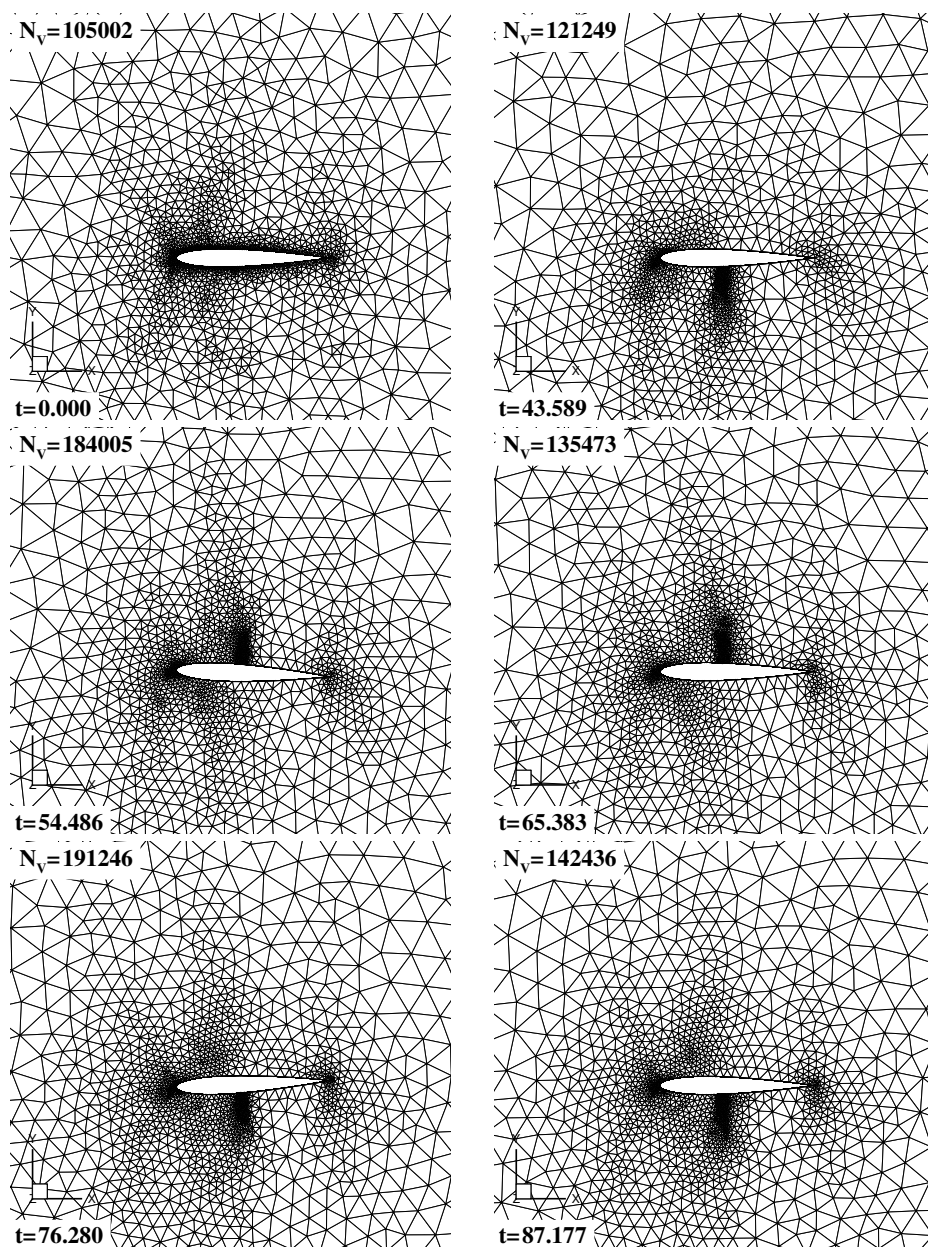 N_V=105002
Y
Z X
t=0.000
N_V=121249
Y
Z X
t=43.589
N_V=184005
Y
Z X
t=54.486
N_V=135473
Y
Z X
t=65.383
N_V=191246
Y
Z X
t=76.280
N_V=142436
Y
Z X
t=87.177